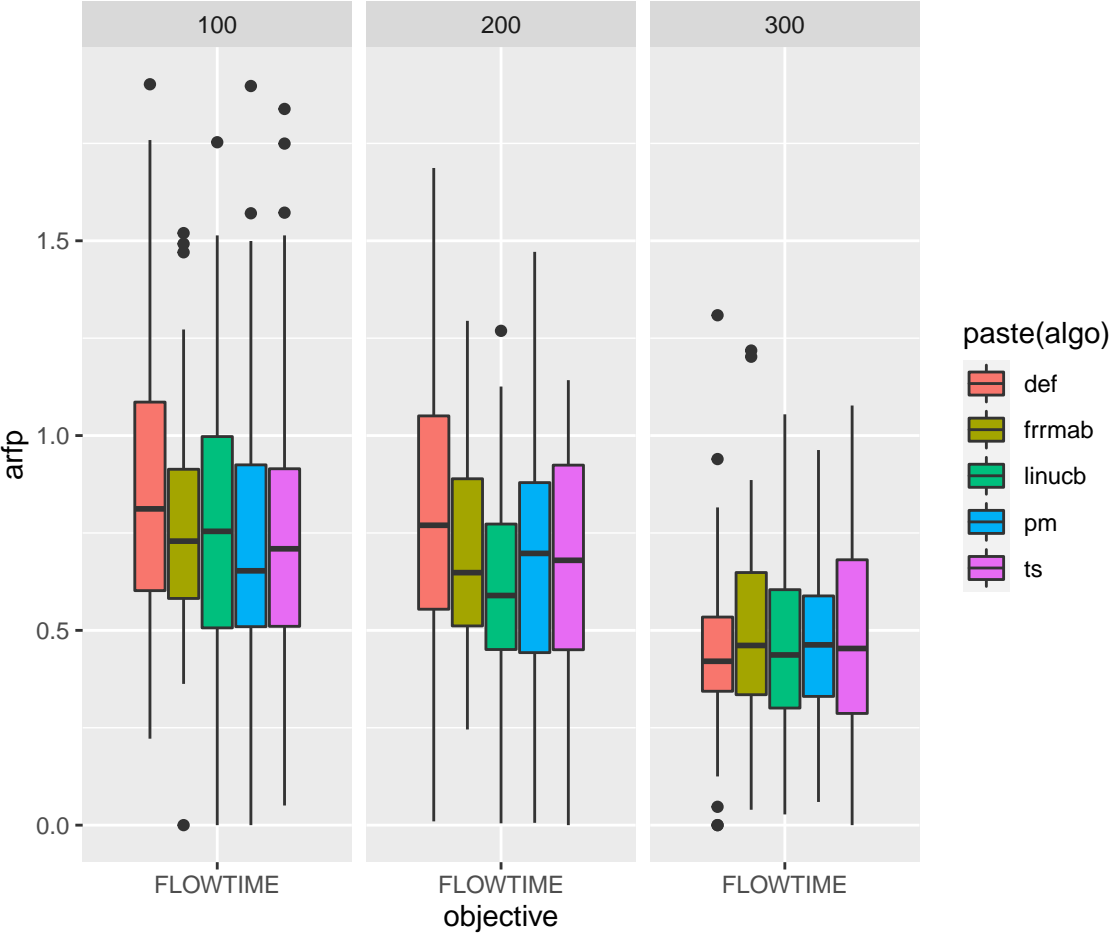 100 200 300
1.5
1.0
0.5
0.0
arfp
FLOWTIME FLOWTIME FLOWTIME
objective
paste(algo)
def
frrmab
linucb
pm
ts